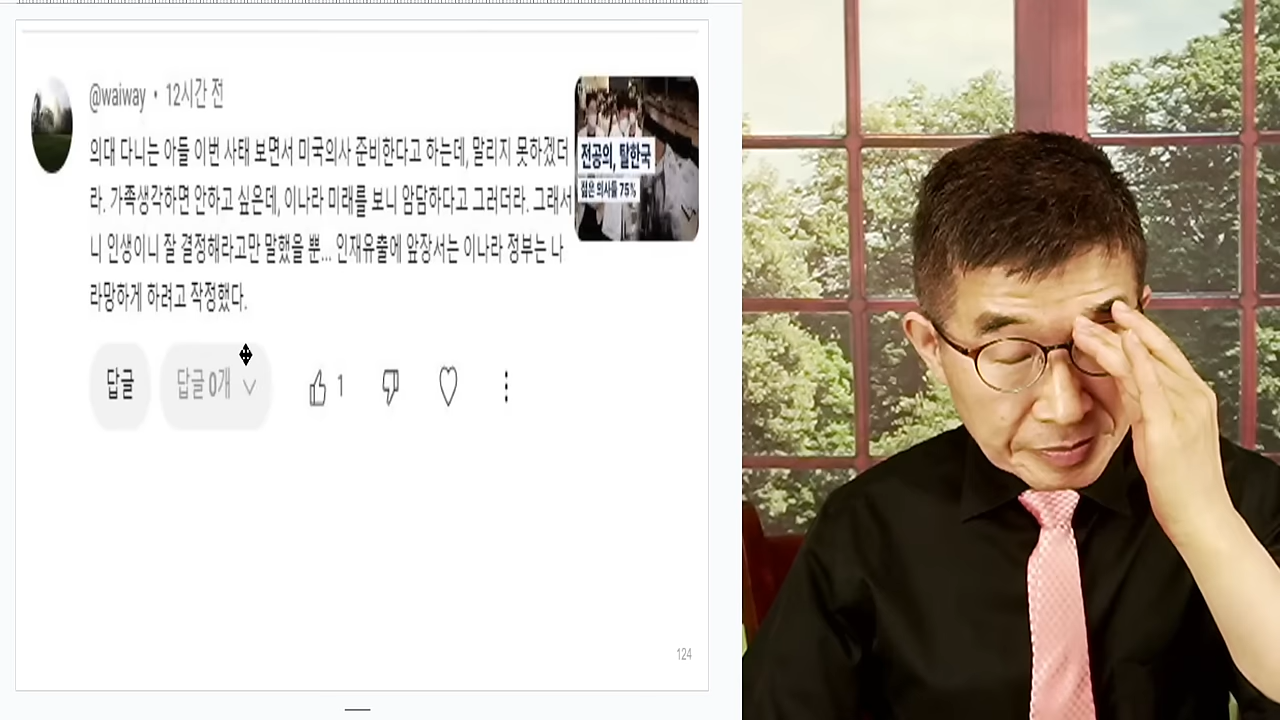 @waiway • 12시간 전
의대 다니는 아들 이번 사태 보면서 미국의사 준비한다고 하는데, 말리지 못하겠더
라. 가족생각하면 안하고 싶은데, 이나라 미래를 보니 암담하다고 그러더라. 그래서
니 인생이니 잘 결정해라고만 말했을 뿐... 인재유출에 앞장서는 이나라 정부는 나
라망하게 하려고 작정했다.
전공의, 탈한국
젊은 의사들 75%
답글
답글 0개
1
124